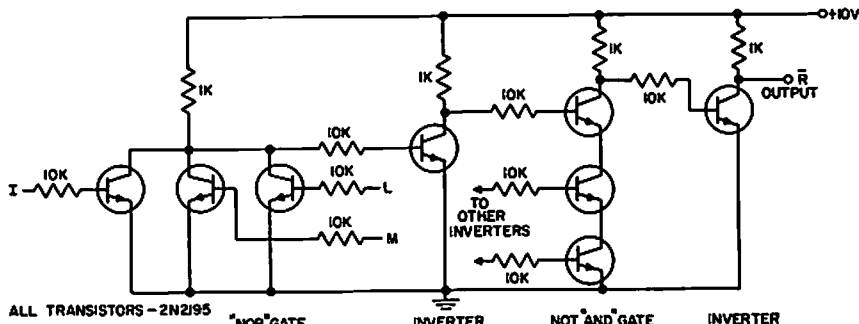 +10V
1K
1K
1K
1K
R
OUTPUT
10K
10K
10K
10K
I
10K
10K
L
10K
TO
OTHER
INVERTERS
10K
M
10K
ALL TRANSISTORS - 2N2195
"NOR" GATE
INVERTER
NOT "AND" GATE
INVERTER